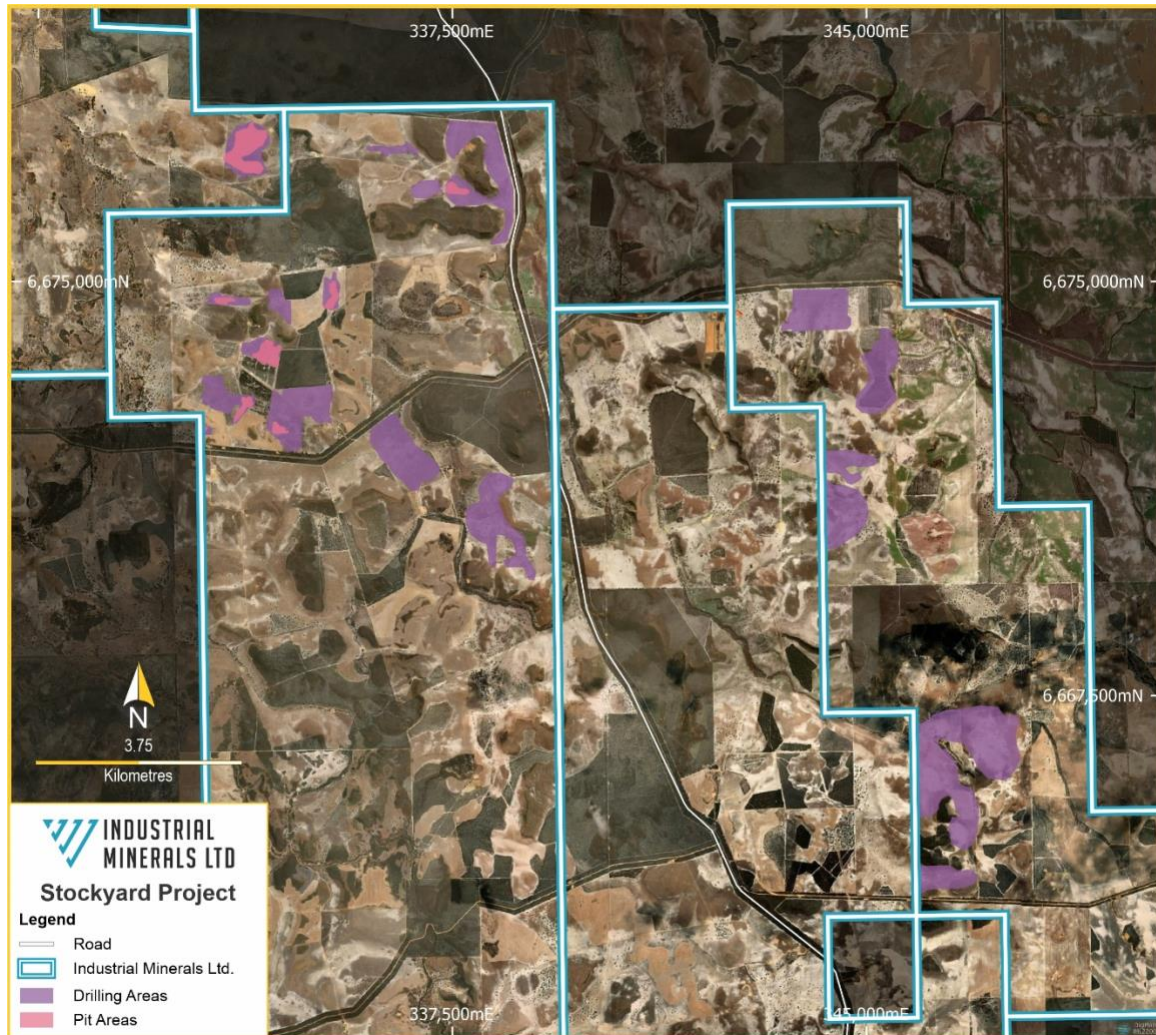 337,500mE
345,000mE
6,675,000mN
6,675,000mN
6,667,500mN
N
3.75
Kilometres
INDUSTRIAL
MINERALS LTD
Stockyard Project
Legend
Road
Industrial Minerals Ltd.
Drilling Areas
Pit Areas
337,500mE
345,000mE